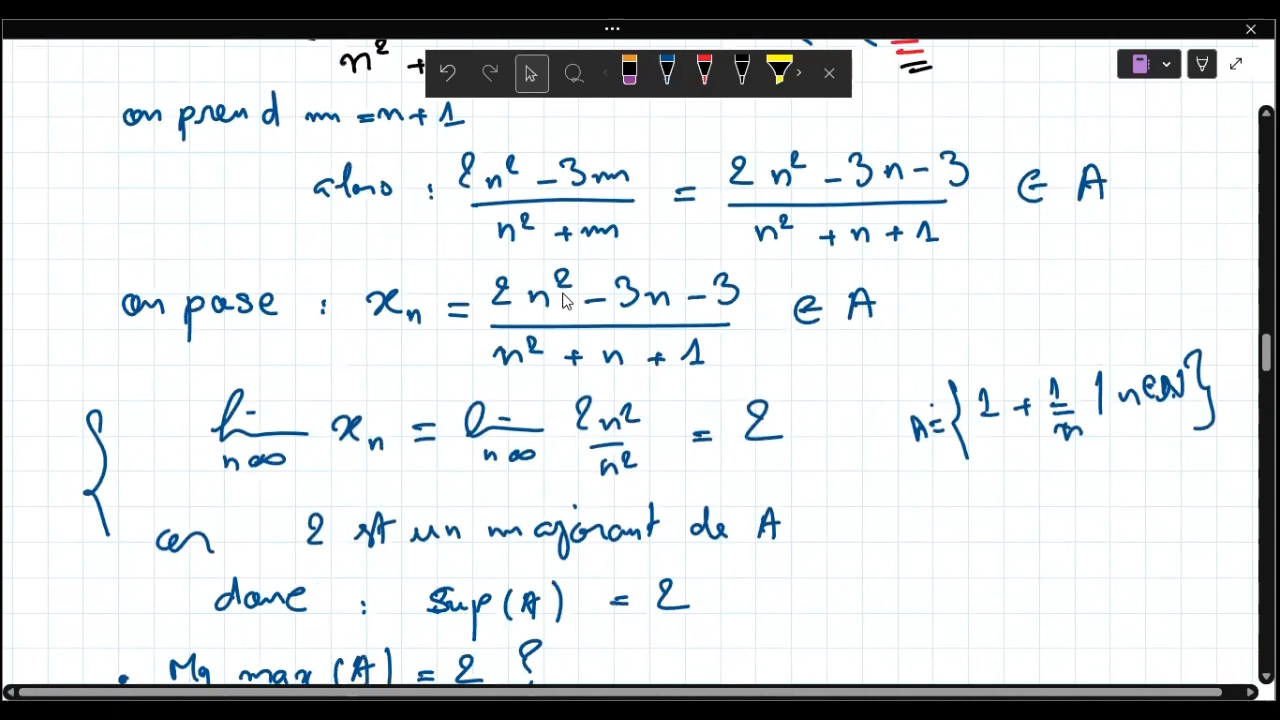 n² +
on prend m = n + 1
alors : (2n² - 3m)/(n² + m) = (2n² - 3n - 3)/(n² + n + 1) ∈ A
on pose : xₙ = (2n² - 3n - 3)/(n² + n + 1) ∈ A
lim n∞ xₙ = lim n∞ 2n²/n² = 2
A = {1 + 1/n | n ∈ ℕ}
2 est un majorant de A
donc : Sup(A) = 2
• Mq max(A) = 2 ?